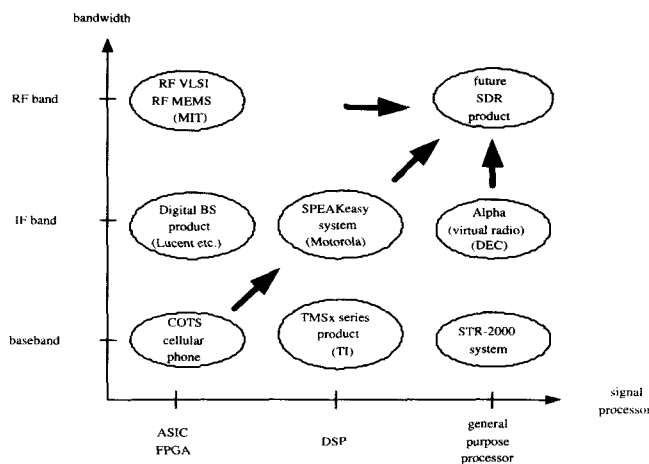 bandwidth
RF band
RF VLSI
RF MEMS
(MIT)
future
SDR
product
IF band
Digital BS
product
(Lucent etc.)
SPEAKeasy
system
(Motorola)
Alpha
(virtual radio)
(DEC)
baseband
COTS
cellular
phone
TMSx series
product
(TI)
STR-2000
system
signal
processor
ASIC
FPGA
DSP
general
purpose
processor